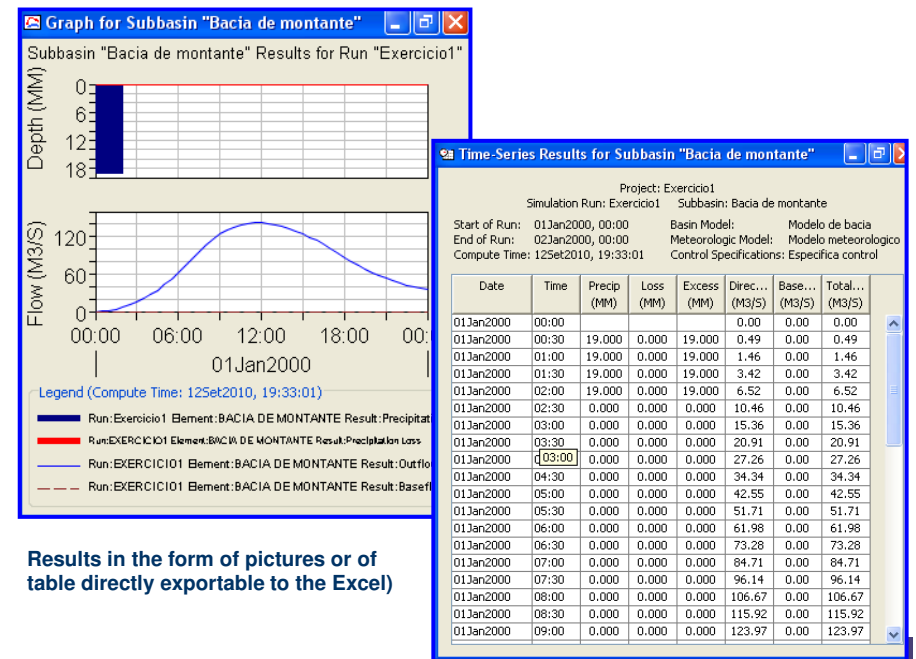 Graph for Subbasin "Bacia de montante"
Subbasin "Bacia de montante" Results for Run "Exercicio1"
Depth (MM)
0
6
12
18
Flow (M3/S)
120
60
0
00:00 06:00 12:00 18:00 00:
01Jan2000
Legend (Compute Time: 12Set2010, 19:33:01)
Run:Exercicio1 Element:BACIA DE MONTANTE Result:Precipitat
Run:EXERCICIO1 Element:BACIA DE MONTANTE Result:Precipitation Loss
Run:EXERCICIO1 Element:BACIA DE MONTANTE Result:Outflo
Run:EXERCICIO1 Element:BACIA DE MONTANTE Result:Basefl
Results in the form of pictures or of
table directly exportable to the Excel)
Time-Series Results for Subbasin "Bacia de montante"
Project: Exercicio1
Simulation Run: Exercicio1 Subbasin: Bacia de montante
Start of Run: 01Jan2000, 00:00 Basin Model: Modelo de bacia
End of Run: 02Jan2000, 00:00 Meteorologic Model: Modelo meteorologico
Compute Time: 12Set2010, 19:33:01 Control Specifications: Especifica control
Date Time Precip Loss Excess Direc... Base... Total...
(MM) (MM) (MM) (M3/S) (M3/S) (M3/S)
01Jan2000 00:00 0.00 0.00 0.00
01Jan2000 00:30 19.000 0.000 19.000 0.49 0.00 0.49
01Jan2000 01:00 19.000 0.000 19.000 1.46 0.00 1.46
01Jan2000 01:30 19.000 0.000 19.000 3.42 0.00 3.42
01Jan2000 02:00 19.000 0.000 19.000 6.52 0.00 6.52
01Jan2000 02:30 0.000 0.000 0.000 10.46 0.00 10.46
01Jan2000 03:00 0.000 0.000 0.000 15.36 0.00 15.36
01Jan2000 03:30 0.000 0.000 0.000 20.91 0.00 20.91
01Jan2000 03:00 0.000 0.000 0.000 27.26 0.00 27.26
01Jan2000 04:30 0.000 0.000 0.000 34.34 0.00 34.34
01Jan2000 05:00 0.000 0.000 0.000 42.55 0.00 42.55
01Jan2000 05:30 0.000 0.000 0.000 51.71 0.00 51.71
01Jan2000 06:00 0.000 0.000 0.000 61.98 0.00 61.98
01Jan2000 06:30 0.000 0.000 0.000 73.28 0.00 73.28
01Jan2000 07:00 0.000 0.000 0.000 84.71 0.00 84.71
01Jan2000 07:30 0.000 0.000 0.000 96.14 0.00 96.14
01Jan2000 08:00 0.000 0.000 0.000 106.67 0.00 106.67
01Jan2000 08:30 0.000 0.000 0.000 115.92 0.00 115.92
01Jan2000 09:00 0.000 0.000 0.000 123.97 0.00 123.97